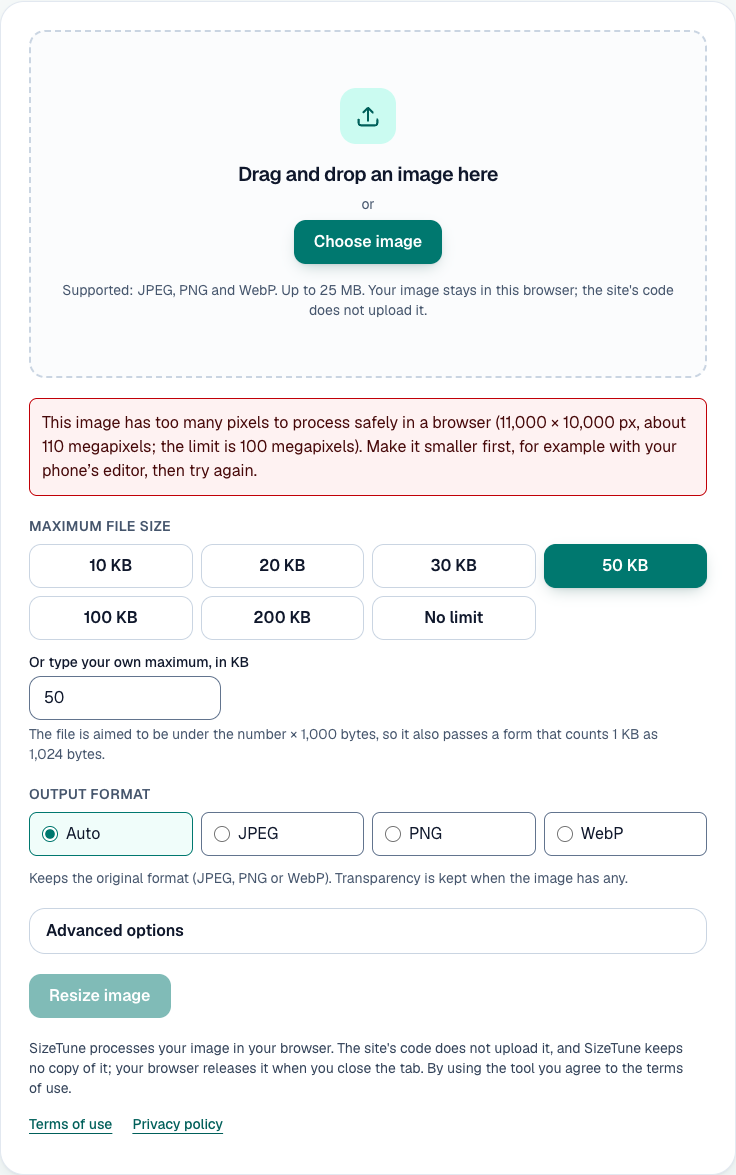 Drag and drop an image here
or
Choose image
Supported: JPEG, PNG and WebP. Up to 25 MB. Your image stays in this browser; the site's code
does not upload it.
This image has too many pixels to process safely in a browser (11,000 × 10,000 px, about
110 megapixels; the limit is 100 megapixels). Make it smaller first, for example with your
phone’s editor, then try again.
MAXIMUM FILE SIZE
10 KB 20 KB 30 KB 50 KB
100 KB 200 KB No limit
Or type your own maximum, in KB
50
The file is aimed to be under the number × 1,000 bytes, so it also passes a form that counts 1 KB as
1,024 bytes.
OUTPUT FORMAT
Auto JPEG PNG WebP
Keeps the original format (JPEG, PNG or WebP). Transparency is kept when the image has any.
Advanced options
Resize image
SizeTune processes your image in your browser. The site's code does not upload it, and SizeTune keeps
no copy of it; your browser releases it when you close the tab. By using the tool you agree to the terms
of use.
Terms of use Privacy policy